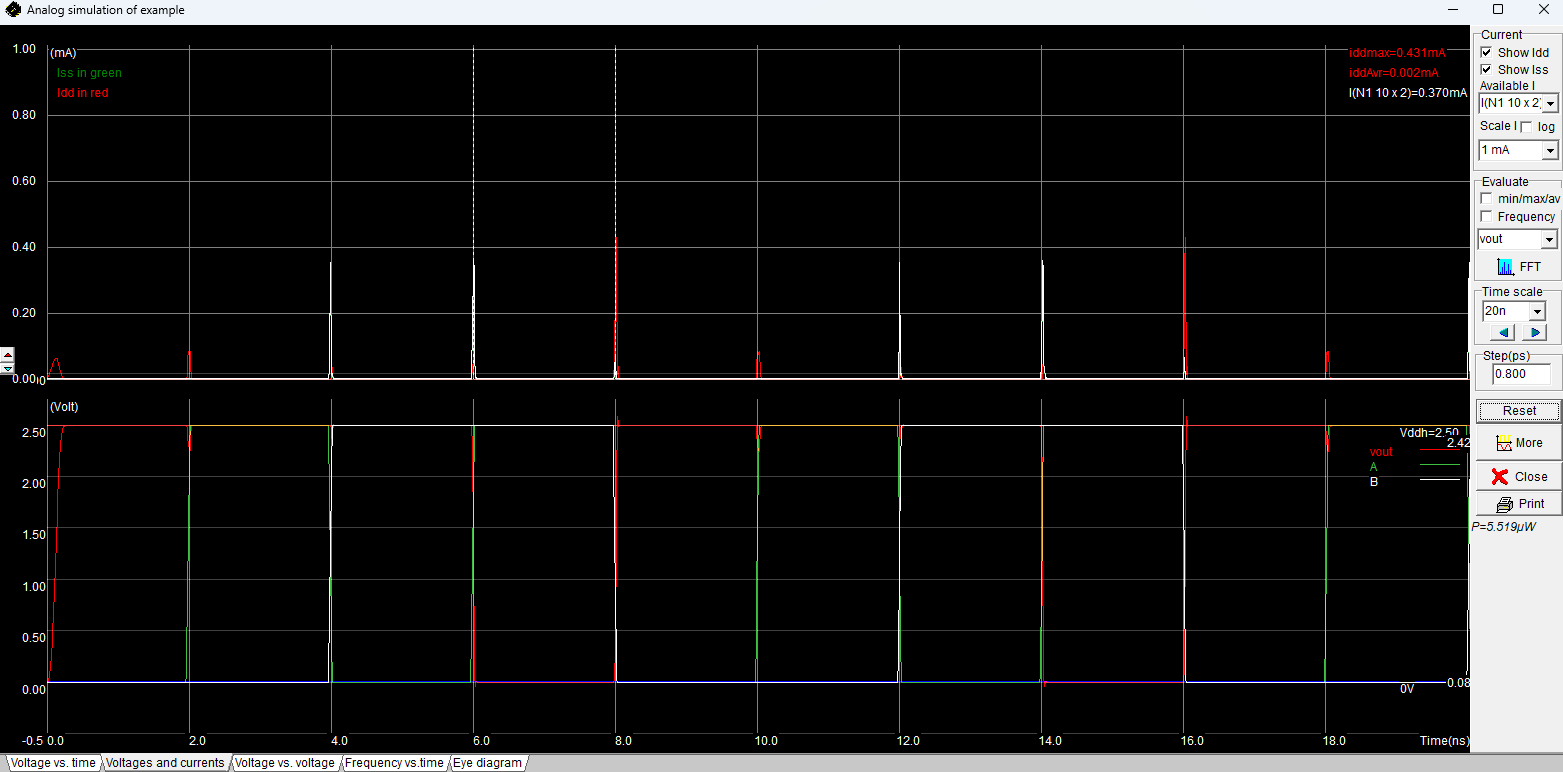 Analog simulation of example
1.00
(mA)
Iss in green
Idd in red
0.80
0.60
0.40
0.20
0.00
Iddmax=0.431mA
IddAvr=0.002mA
I(N1 10 x 2)=0.370mA
(Volt)
2.50
2.00
1.50
1.00
0.50
0.00
Vddh=2.50
2.42
vout
A
B
0V
-0.08
-0.5 0.0 2.0 4.0 6.0 8.0 10.0 12.0 14.0 16.0 18.0 Time(ns)
Voltage vs. time Voltages and currents Voltage vs. voltage Frequency vs.time Eye diagram
Current
Show Idd
Show Iss
Available I
I(N1 10 x 2)
Scale I log
1 mA
Evaluate
min/max/av
Frequency
vout
FFT
Time scale
20n
Step(ps)
0.800
Reset
More
Close
Print
P=5.519µW